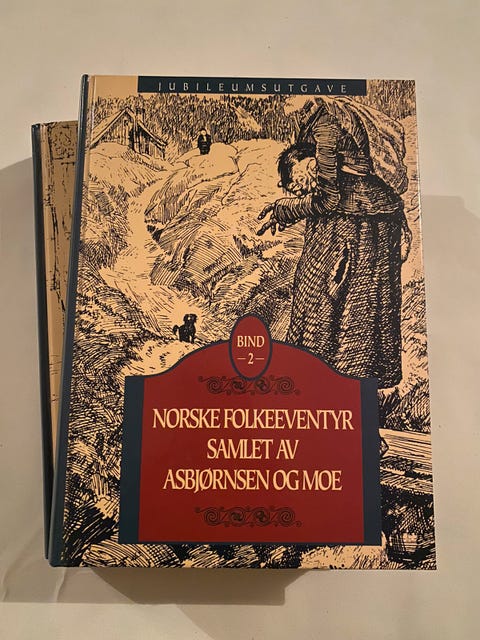 JUBILEUMSUTGAVE
BIND
–2–
NORSKE FOLKEEVENTYR
SAMLET AV
ASBJØRNSEN OG MOE